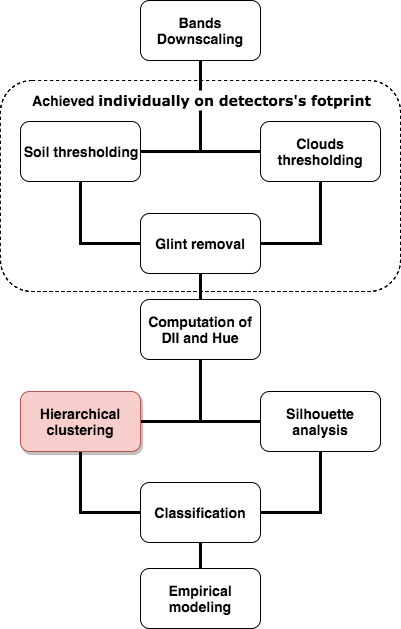 Bands
Downscaling
Achieved individually on detectors's fotprint
Soil thresholding
Clouds
thresholding
Glint removal
Computation of
DII and Hue
Hierarchical
clustering
Silhouette
analysis
Classification
Empirical
modeling